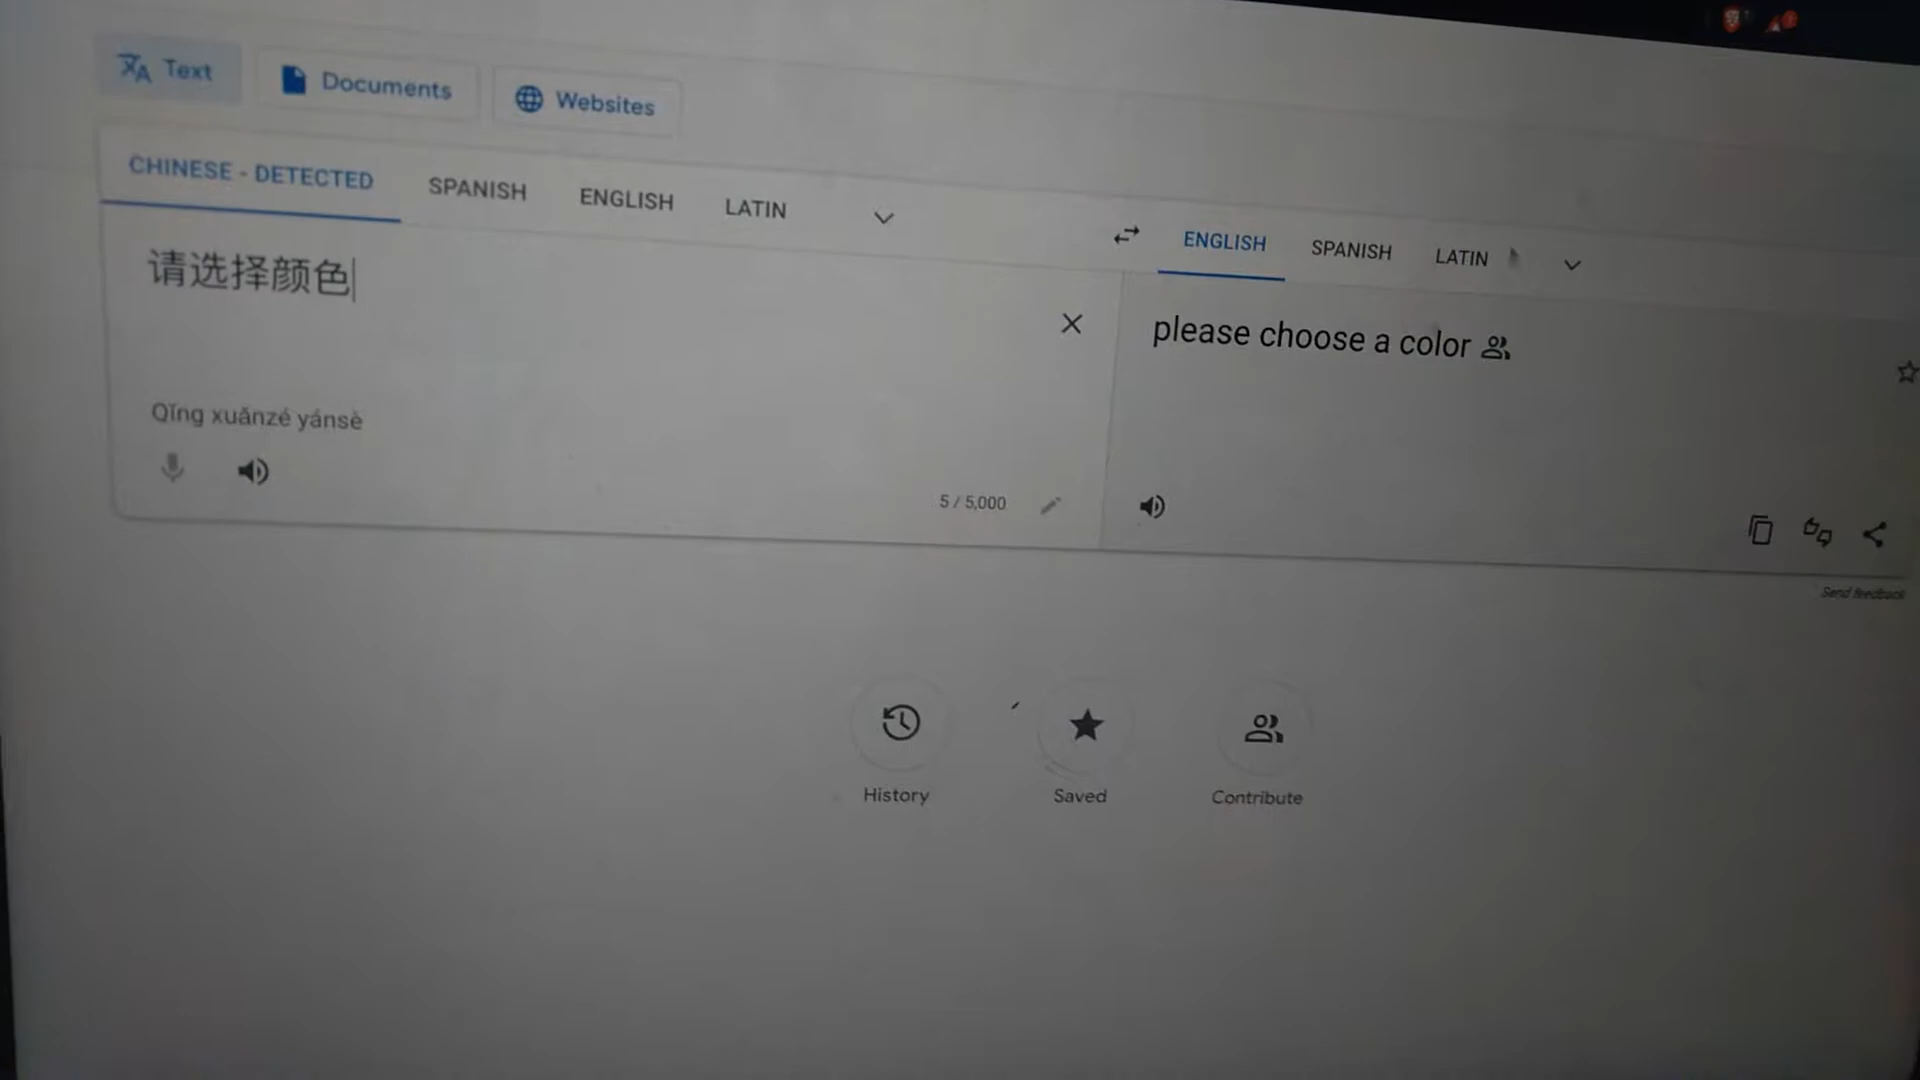 Text
Documents
Websites
CHINESE - DETECTED
SPANISH
ENGLISH
LATIN
ENGLISH
SPANISH
LATIN
请选择颜色
please choose a color
Qǐng xuǎnzé yánsè
5 / 5,000
Send feedback
History
Saved
Contribute